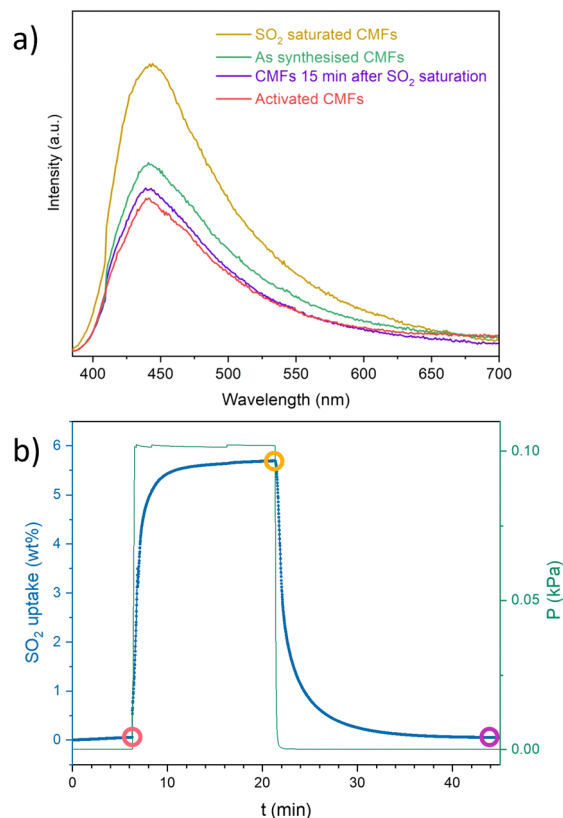 a)
SO₂ saturated CMFs
As synthesised CMFs
CMFs 15 min after SO₂ saturation
Activated CMFs
Intensity (a.u.)
400 450 500 550 600 650 700
Wavelength (nm)
b)
6
5
4
3
2
1
0
SO₂ uptake (wt%)
0.10
0.05
0.00
P (kPa)
0 10 20 30 40
t (min)